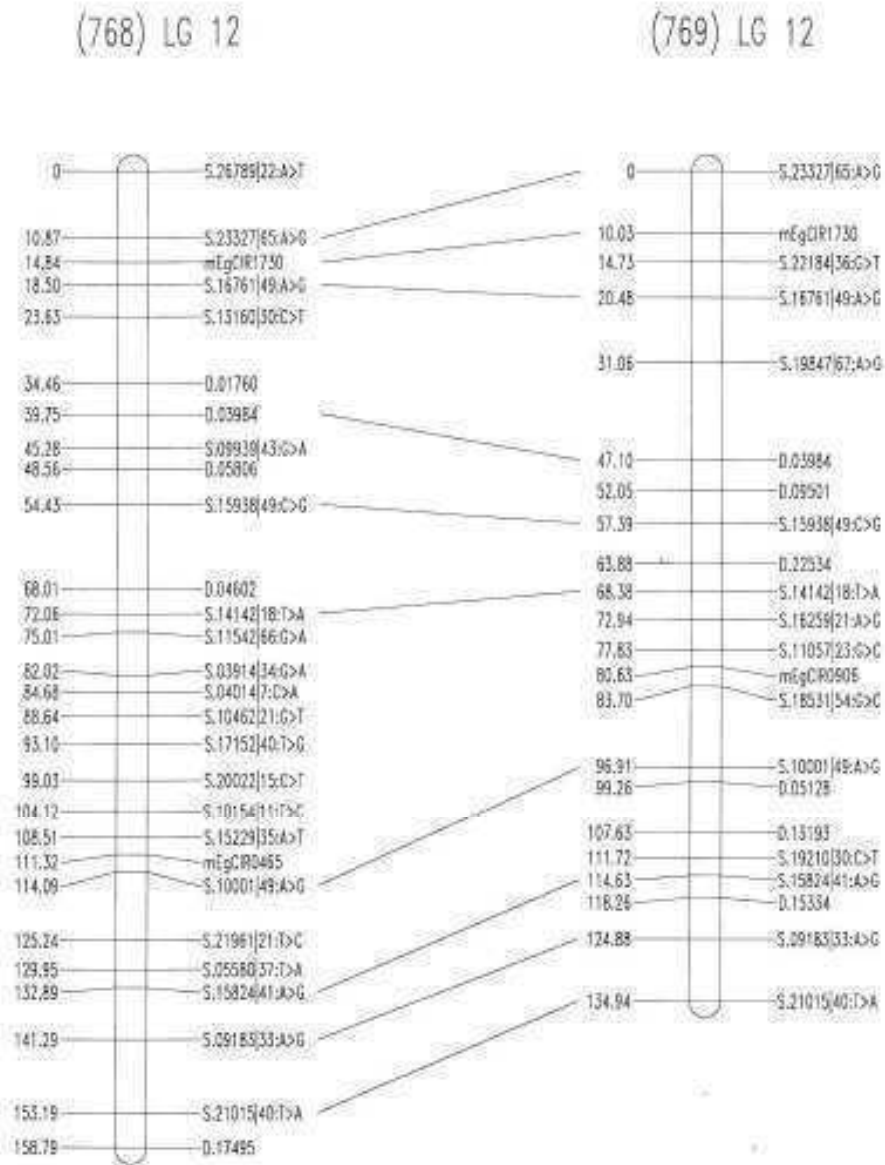 (768) LG 12
0 S.26789|22:A>T
10.87 S.23327|65:A>G
14.84 mEgCIR1730
18.50 S.16761|49:A>G
23.63 S.13160|30:C>T
34.46 D.01760
39.75 D.03984
45.28 S.09939|43:G>A
48.56 D.05806
54.43 S.15938|49:C>G
68.01 D.04602
72.06 S.14142|18:T>A
75.01 S.11542|66:G>A
82.02 S.03914|34:G>A
84.68 S.04014|7:C>A
88.64 S.10462|21:G>T
93.10 S.17152|40:T>G
99.03 S.20022|15:C>T
104.12 S.10154|11:T>C
108.51 S.15229|35:A>T
111.32 mEgCIR0465
114.09 S.10001|49:A>G
125.24 S.21961|21:T>C
129.95 S.05580|37:T>A
132.89 S.15824|41:A>G
141.29 S.09183|33:A>G
153.19 S.21015|40:T>A
158.79 D.17495
(769) LG 12
0 S.23327|65:A>G
10.03 mEgCIR1730
14.73 S.22184|36:G>T
20.48 S.16761|49:A>G
31.06 S.19847|67:A>G
47.10 D.03984
52.05 D.09501
57.39 S.15938|49:C>G
63.88 D.22534
68.38 S.14142|18:T>A
72.94 S.16259|21:A>G
77.83 S.11057|23:G>C
80.63 mEgCIR0906
83.70 S.18531|54:G>C
96.91 S.10001|49:A>G
99.26 D.05128
107.63 D.13193
111.72 S.19210|30:C>T
114.63 S.15824|41:A>G
118.26 D.15334
124.88 S.09183|33:A>G
134.94 S.21015|40:T>A